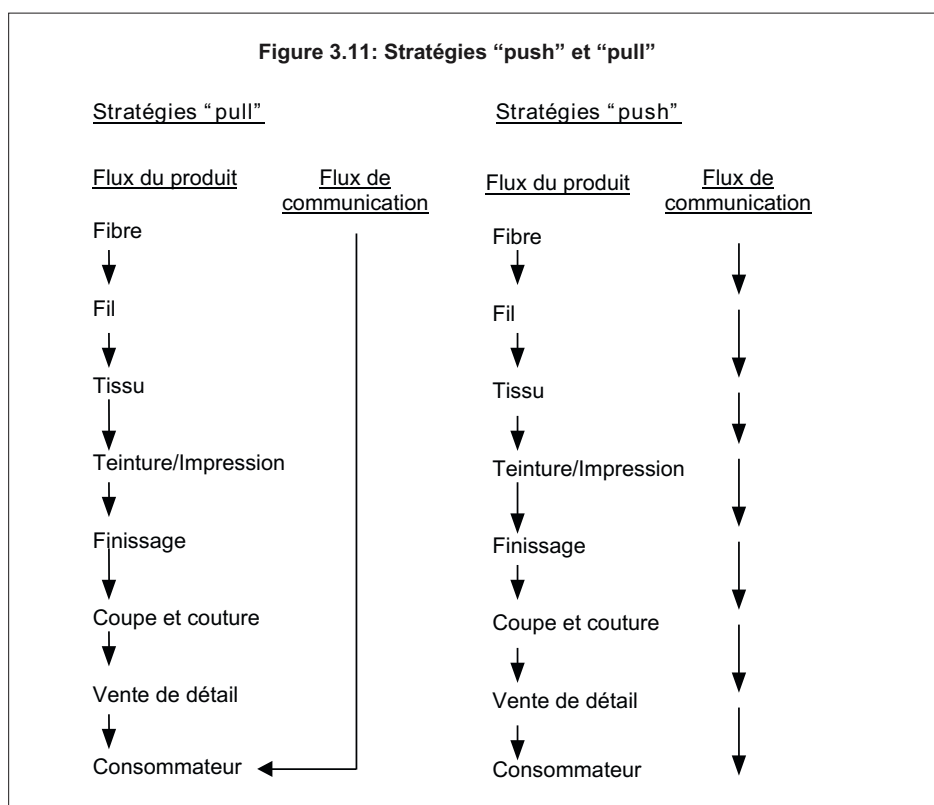 Figure 3.11: Stratégies “push” et “pull”
Stratégies “pull”
Flux du produit
Flux de
communication
Fibre
Fil
Tissu
Teinture/Impression
Finissage
Coupe et couture
Vente de détail
Consommateur
Stratégies “push”
Flux du produit
Flux de
communication
Fibre
Fil
Tissu
Teinture/Impression
Finissage
Coupe et couture
Vente de détail
Consommateur